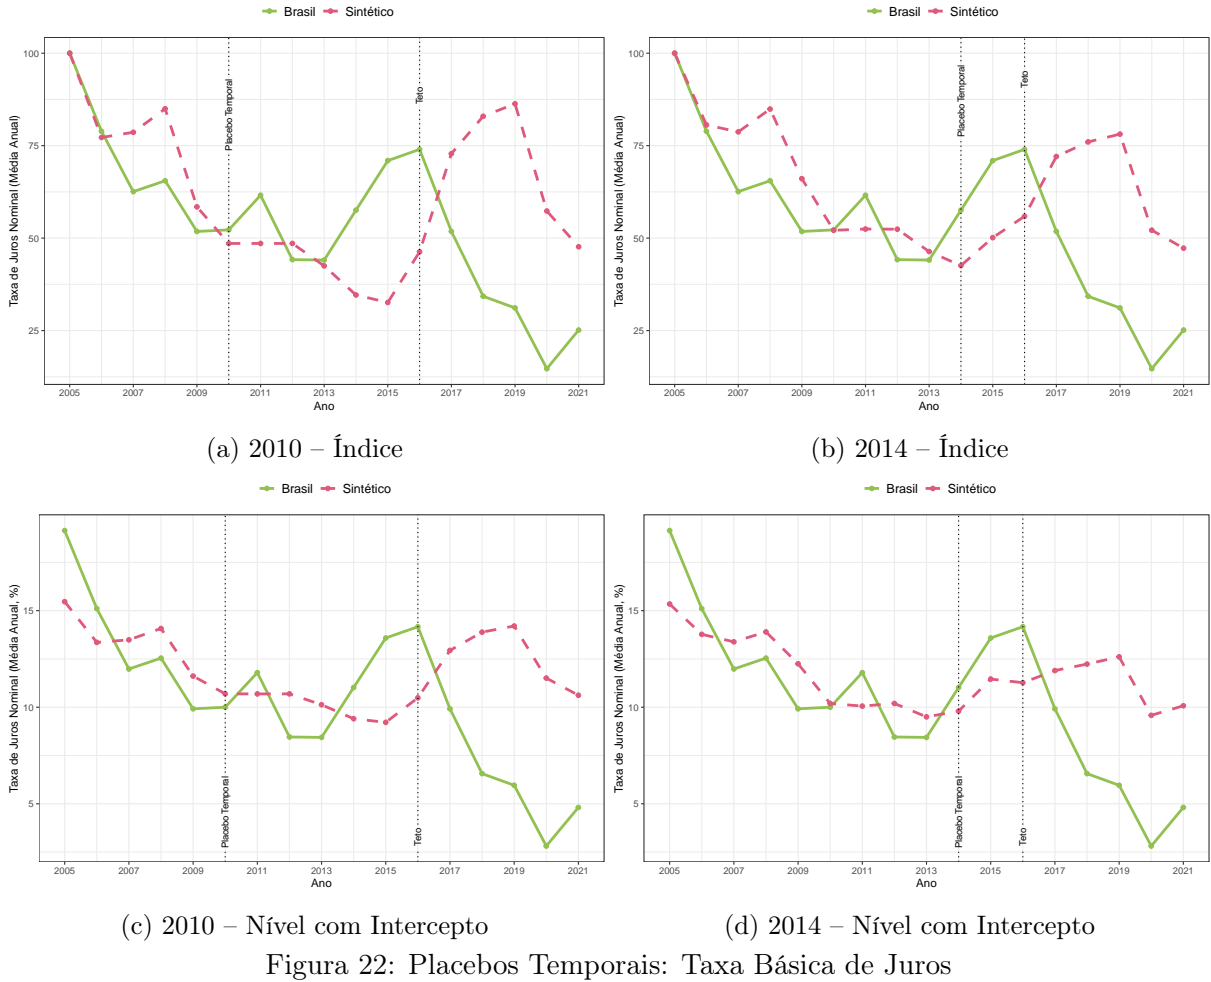 Brasil Sintético
Taxa de Juros Nominal (Média Anual)
100
75
50
25
Placebo Temporal
Teto
2005 2007 2009 2011 2013 2015 2017 2019 2021
Ano
(a) 2010 – Índice
Brasil Sintético
Taxa de Juros Nominal (Média Anual)
100
75
50
25
Placebo Temporal
Teto
2005 2007 2009 2011 2013 2015 2017 2019 2021
Ano
(b) 2014 – Índice
Brasil Sintético
Taxa de Juros Nominal (Média Anual, %)
15
10
5
Placebo Temporal
Teto
2005 2007 2009 2011 2013 2015 2017 2019 2021
Ano
(c) 2010 – Nível com Intercepto
Brasil Sintético
Taxa de Juros Nominal (Média Anual, %)
15
10
5
Placebo Temporal
Teto
2005 2007 2009 2011 2013 2015 2017 2019 2021
Ano
(d) 2014 – Nível com Intercepto
Figura 22: Placebos Temporais: Taxa Básica de Juros